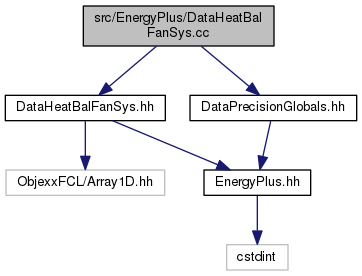 src/EnergyPlus/DataHeatBal
FanSys.cc
DataHeatBalFanSys.hh
DataPrecisionGlobals.hh
ObjexxFCL/Array1D.hh
EnergyPlus.hh
cstdint